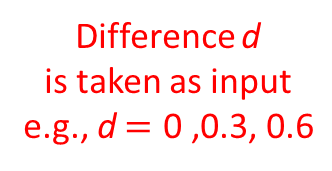 Difference d
is taken as input
e.g., d = 0 ,0.3, 0.6